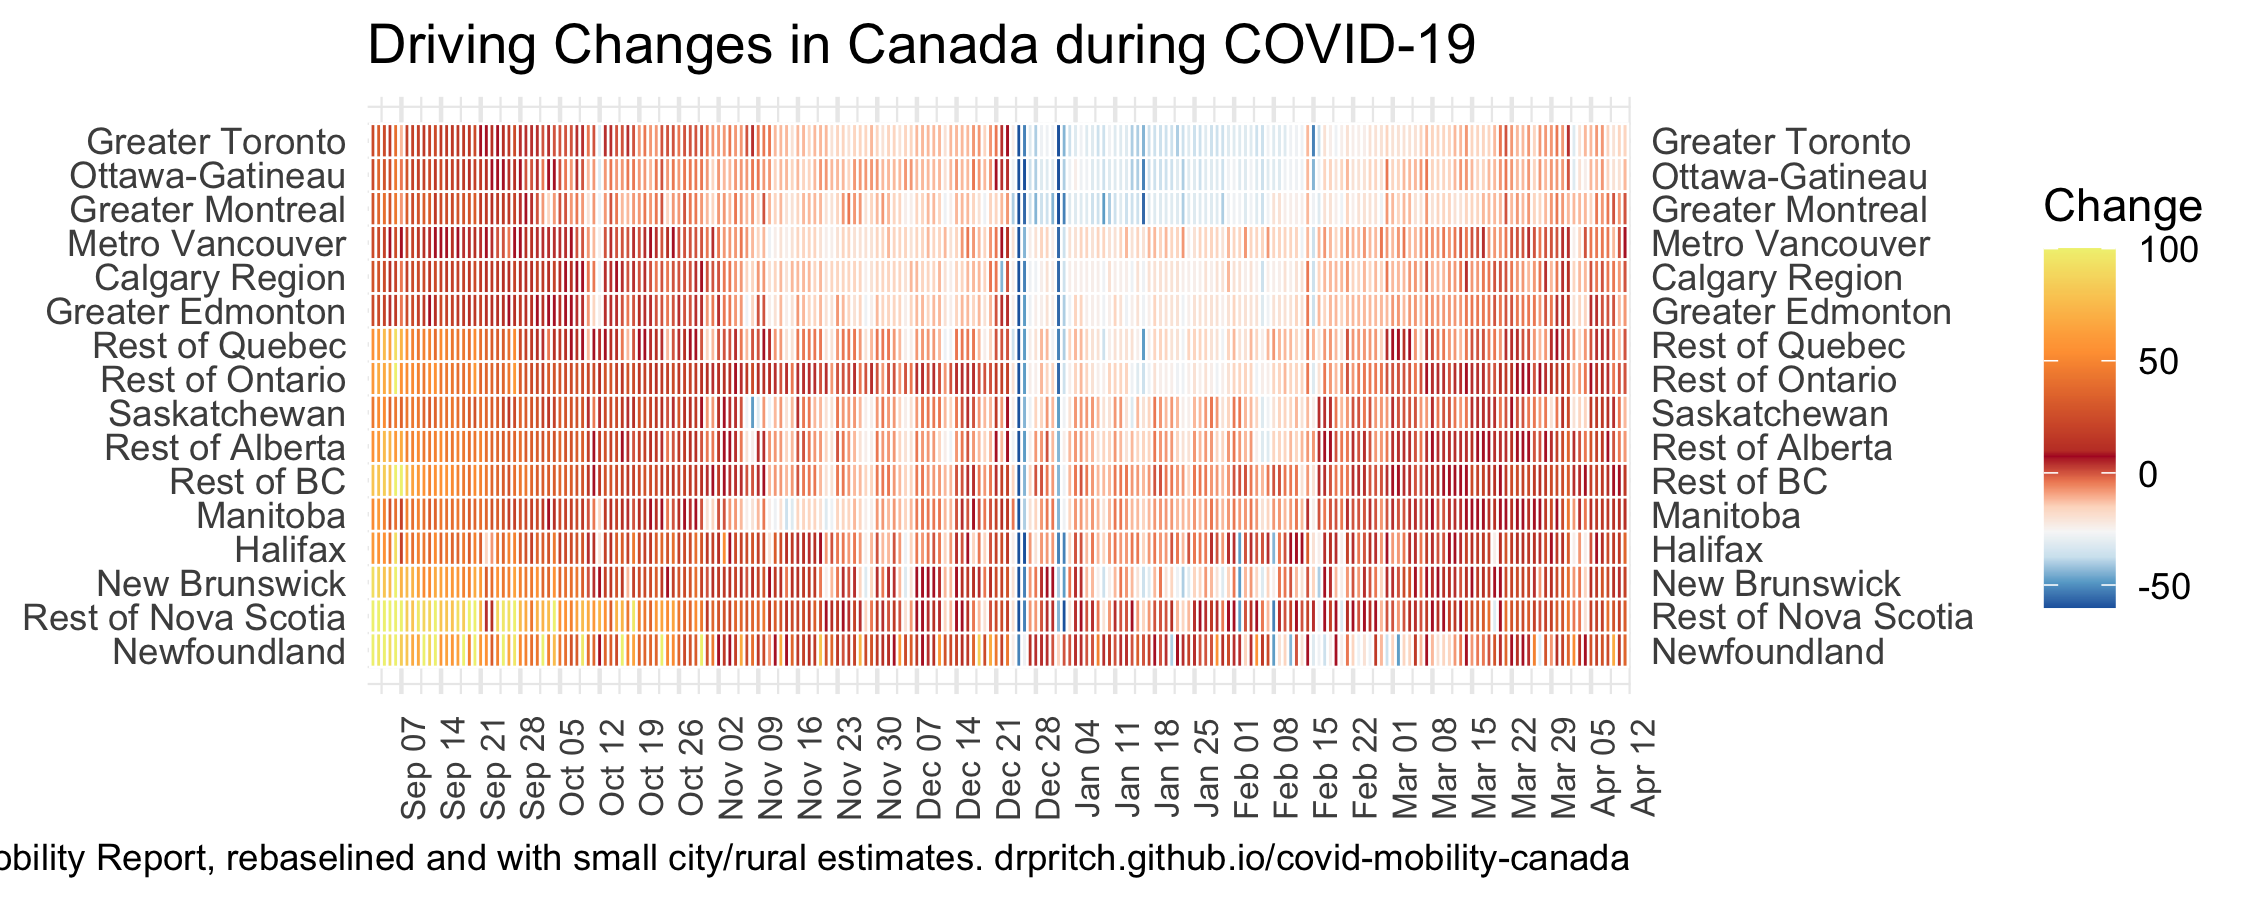 Driving Changes in Canada during COVID-19
Greater Toronto
Ottawa-Gatineau
Greater Montreal
Metro Vancouver
Calgary Region
Greater Edmonton
Rest of Quebec
Rest of Ontario
Saskatchewan
Rest of Alberta
Rest of BC
Manitoba
Halifax
New Brunswick
Rest of Nova Scotia
Newfoundland
Greater Toronto
Ottawa-Gatineau
Greater Montreal
Metro Vancouver
Calgary Region
Greater Edmonton
Rest of Quebec
Rest of Ontario
Saskatchewan
Rest of Alberta
Rest of BC
Manitoba
Halifax
New Brunswick
Rest of Nova Scotia
Newfoundland
Change
100
50
0
-50
Sep 07
Sep 14
Sep 21
Sep 28
Oct 05
Oct 12
Oct 19
Oct 26
Nov 02
Nov 09
Nov 16
Nov 23
Nov 30
Dec 07
Dec 14
Dec 21
Dec 28
Jan 04
Jan 11
Jan 18
Jan 25
Feb 01
Feb 08
Feb 15
Feb 22
Mar 01
Mar 08
Mar 15
Mar 22
Mar 29
Apr 05
Apr 12
obility Report, rebaselined and with small city/rural estimates. drpritch.github.io/covid-mobility-canada